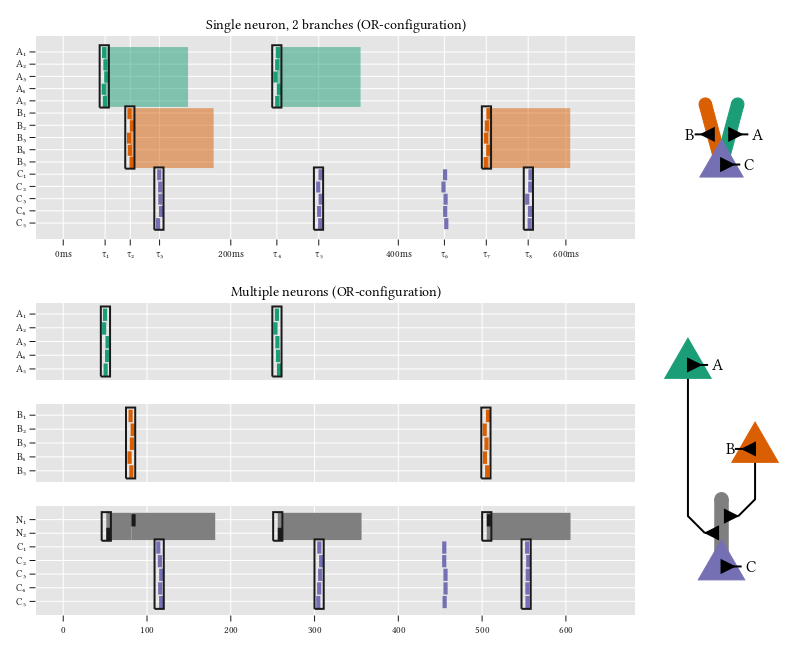 Single neuron, 2 branches (OR-configuration)
A₁
A₂
A₃
A₄
A₅
B₁
B₂
B₃
B₄
B₅
C₁
C₂
C₃
C₄
C₅
0ms τ₁ τ₂ τ₃ 200ms τ₄ τ₅ 400ms τ₆ τ₇ τ₈ 600ms
B A
C
Multiple neurons (OR-configuration)
A₁
A₂
A₃
A₄
A₅
B₁
B₂
B₃
B₄
B₅
N₁
N₂
C₁
C₂
C₃
C₄
C₅
0 100 200 300 400 500 600
A
B
C